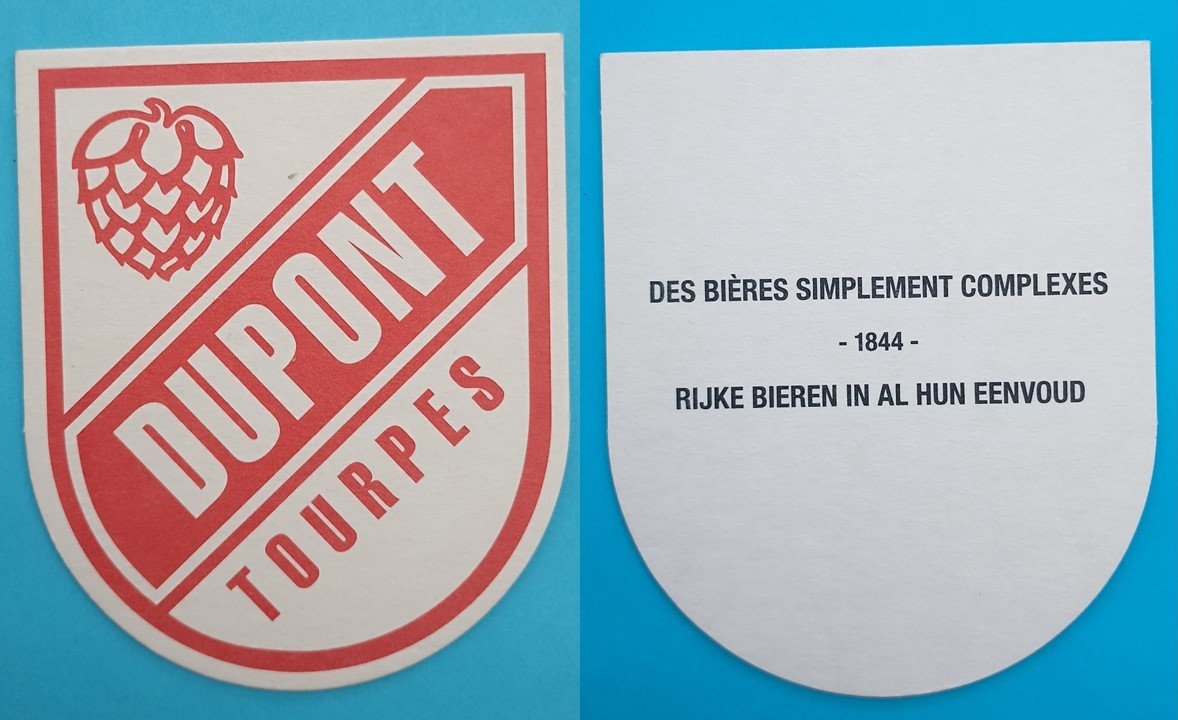 DUPONT
TOURPES
DES BIÈRES SIMPLEMENT COMPLEXES
- 1844 -
RIJKE BIEREN IN AL HUN EENVOUD